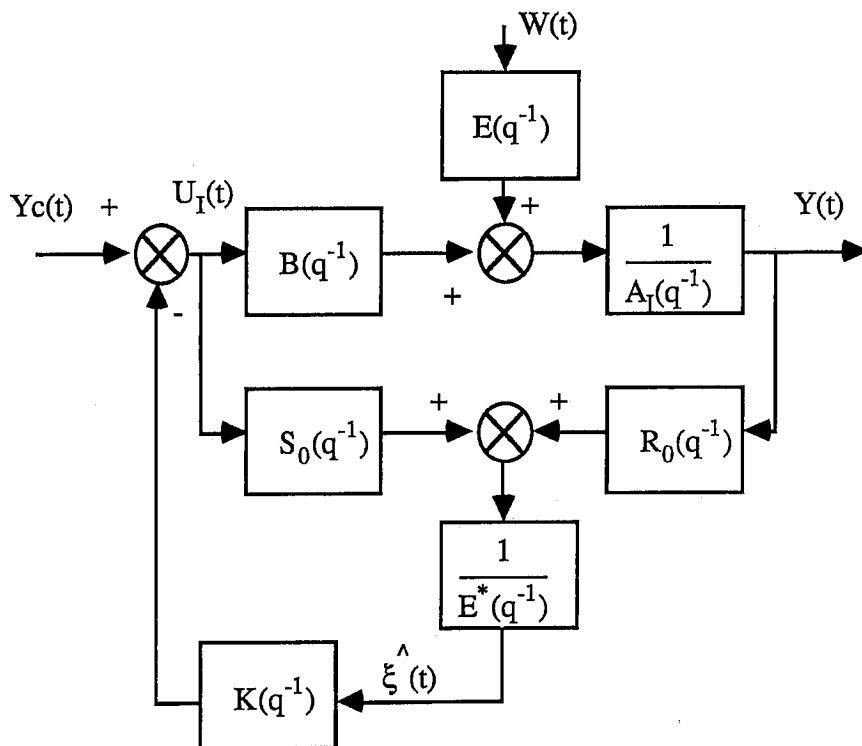 W(t)
E(q⁻¹)
Yc(t) + U_I(t) + Y(t)
B(q⁻¹) 1/A_I(q⁻¹)
- +
S₀(q⁻¹) + + R₀(q⁻¹)
1/E*(q⁻¹)
K(q⁻¹) ξ^(t)